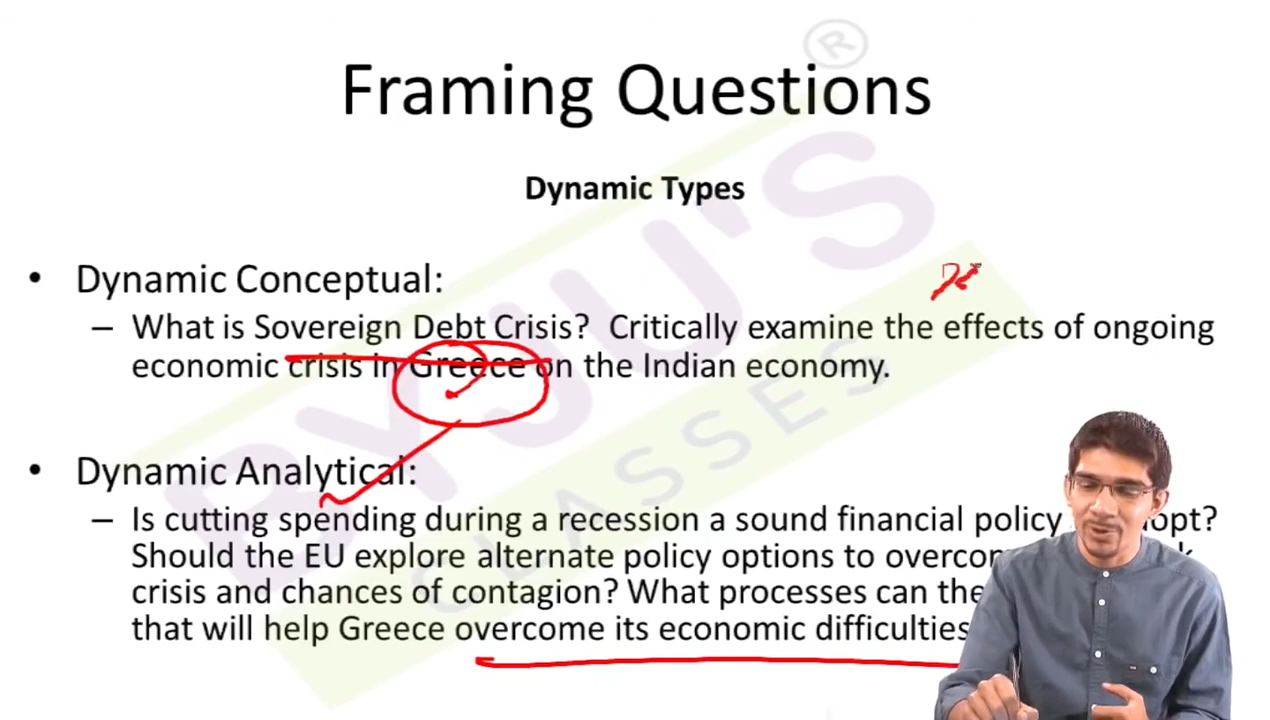 ®
Framing Questions
Dynamic Types
• Dynamic Conceptual:
– What is Sovereign Debt Crisis? Critically examine the effects of ongoing
economic crisis in Greece on the Indian economy.
• Dynamic Analytical:
– Is cutting spending during a recession a sound financial policy opt?
Should the EU explore alternate policy options to
crisis and chances of contagion? What processes can
that will help Greece overcome its economic difficulties
BYJU'S
CLASSES